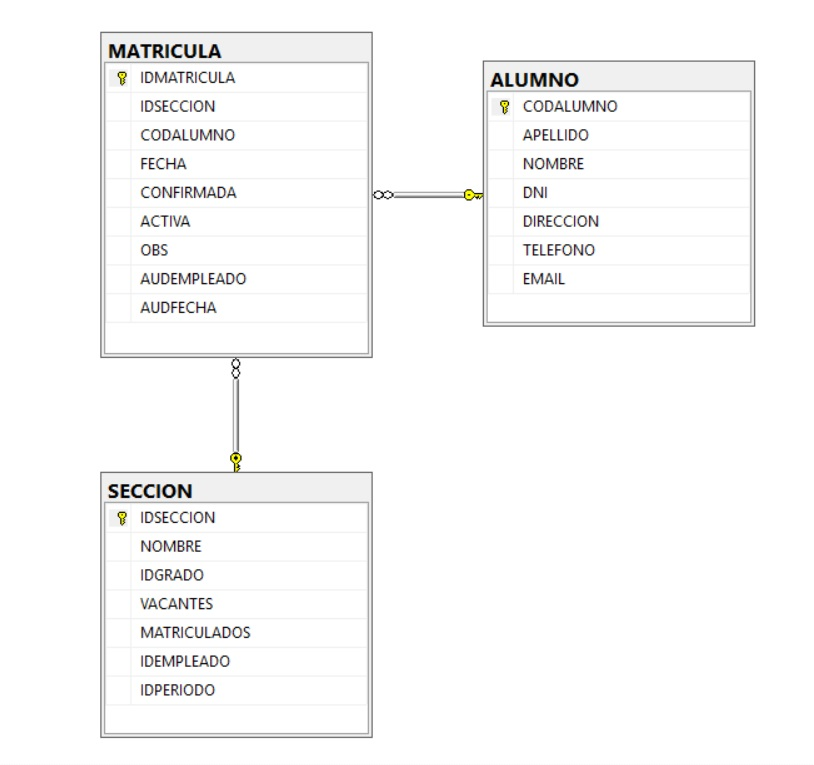 MATRICULA
IDMATRICULA
IDSECCION
CODALUMNO
FECHA
CONFIRMADA
ACTIVA
OBS
AUDEMPLEADO
AUDFECHA
ALUMNO
CODALUMNO
APELLIDO
NOMBRE
DNI
DIRECCION
TELEFONO
EMAIL
SECCION
IDSECCION
NOMBRE
IDGRADO
VACANTES
MATRICULADOS
IDEMPLEADO
IDPERIODO